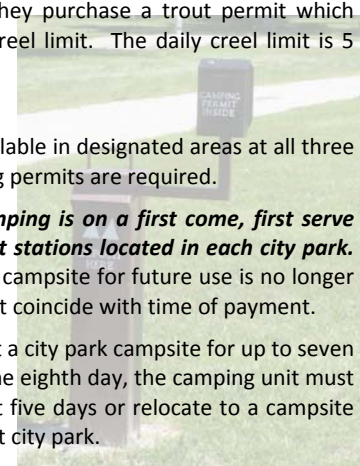 they purchase a trout permit which
creel limit. The daily creel limit is 5
CAMPING
PERMIT
INSIDE
lable in designated areas at all three
g permits are required.
mping is on a first come, first serve
t stations located in each city park.
campsite for future use is no longer
t coincide with time of payment.
t a city park campsite for up to seven
he eighth day, the camping unit must
t five days or relocate to a campsite
t city park.